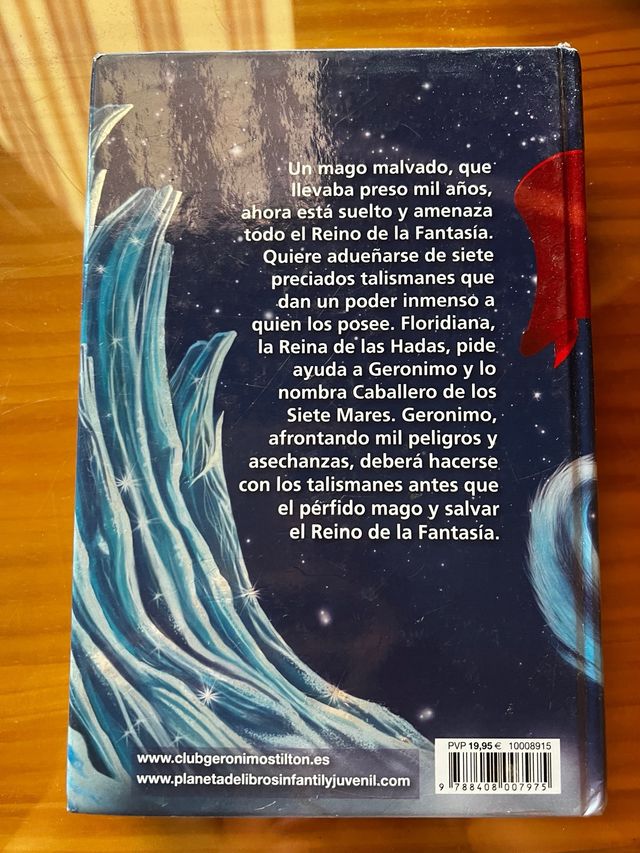 Un mago malvado, que
llevaba preso mil años,
ahora está suelto y amenaza
todo el Reino de la Fantasía.
Quiere adueñarse de siete
preciados talismanes que
dan un poder inmenso a
quien los posee. Floridiana,
la Reina de las Hadas, pide
ayuda a Geronimo y lo
nombra Caballero de los
Siete Mares. Geronimo,
afrontando mil peligros y
asechanzas, deberá hacerse
con los talismanes antes que
el pérfido mago y salvar
el Reino de la Fantasía.
www.clubgeronimostilton.es
www.planetadelibrosinfantilyjuvenil.com
PVP 19,95 € 10008915
9 788408 007975